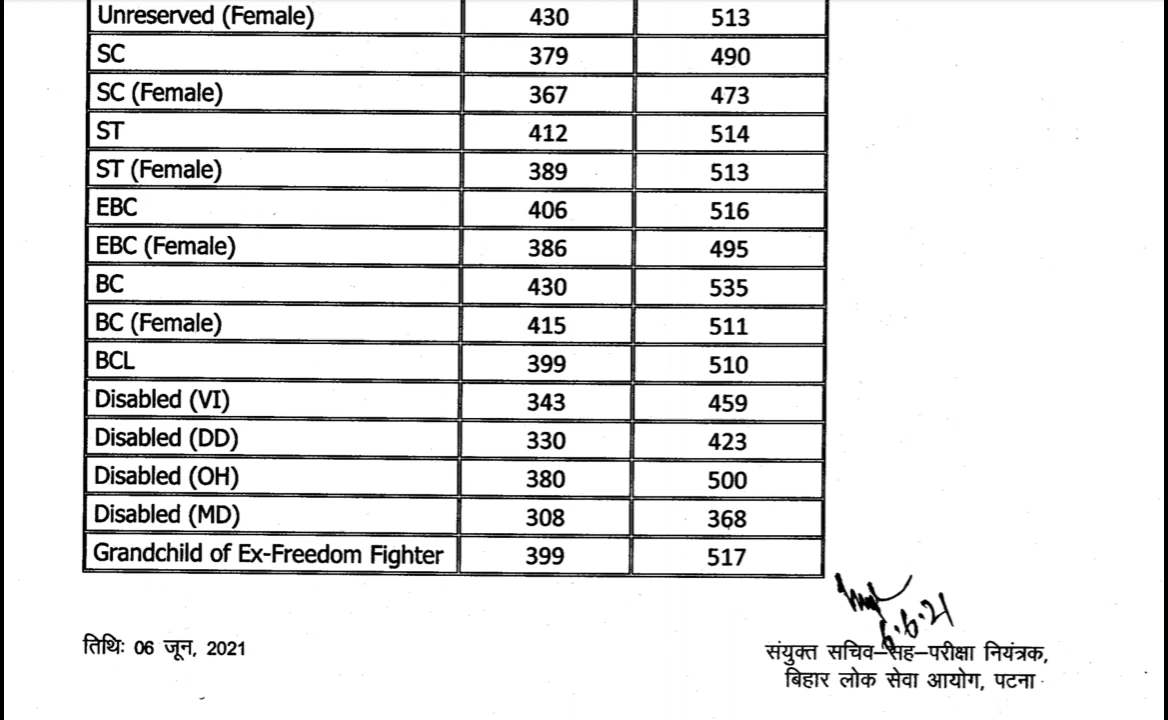 Unreserved (Female) 430 513
SC 379 490
SC (Female) 367 473
ST 412 514
ST (Female) 389 513
EBC 406 516
EBC (Female) 386 495
BC 430 535
BC (Female) 415 511
BCL 399 510
Disabled (VI) 343 459
Disabled (DD) 330 423
Disabled (OH) 380 500
Disabled (MD) 308 368
Grandchild of Ex-Freedom Fighter 399 517
6.6.21
तिथिः 06 जून, 2021
संयुक्त सचिव–सह–परीक्षा नियंत्रक,
बिहार लोक सेवा आयोग, पटना